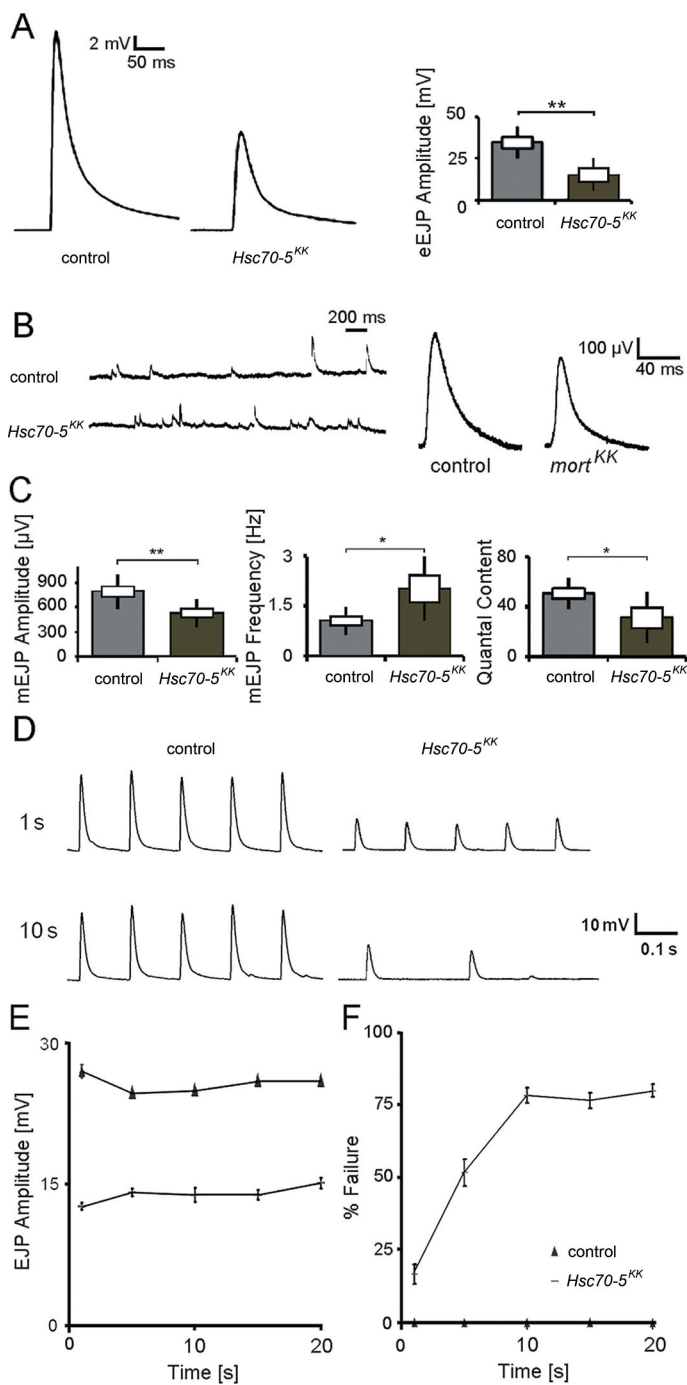 A
2 mV
50 ms
control
Hsc70-5KK
eEJP Amplitude [mV]
50
25
0
**
control
Hsc70-5KK
B
200 ms
control
Hsc70-5KK
100 µV
40 ms
control
mort KK
C
mEJP Amplitude [µV]
900
600
300
0
**
control
Hsc70-5KK
mEJP Frequency [Hz]
3
1.5
0
*
control
Hsc70-5KK
Quantal Content
80
40
0
*
control
Hsc70-5KK
D
control
Hsc70-5KK
1 s
10 s
10 mV
0.1 s
E
EJP Amplitude [mV]
30
15
0
0
10
20
Time [s]
F
% Failure
100
75
50
25
0
control
Hsc70-5KK
0
10
20
Time [s]